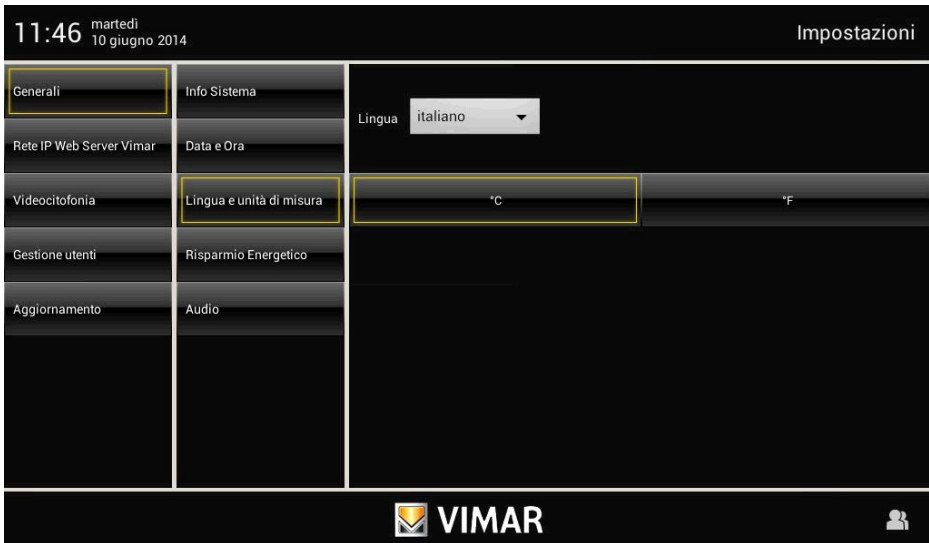 11:46 martedì
10 giugno 2014
Impostazioni
Generali
Rete IP Web Server Vimar
Videocitofonia
Gestione utenti
Aggiornamento
Info Sistema
Data e Ora
Lingua e unità di misura
Risparmio Energetico
Audio
Lingua italiano
°C
°F
VIMAR